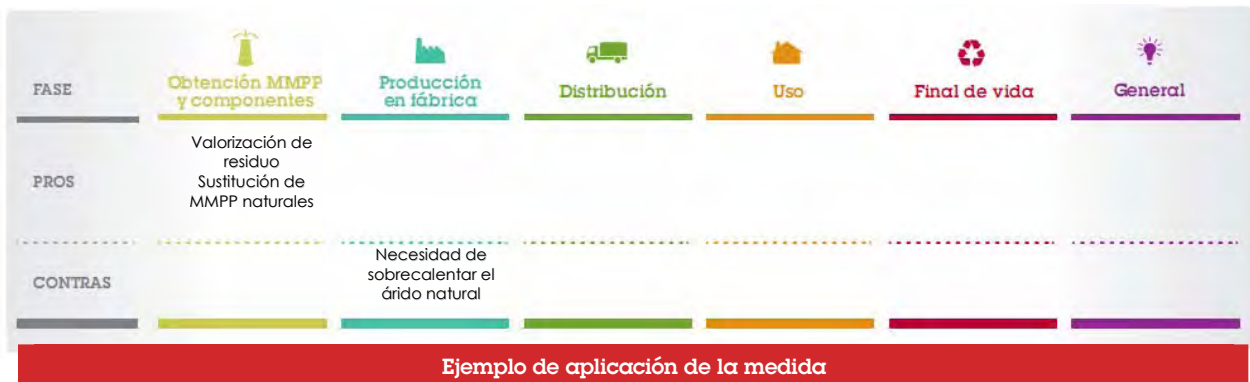 FASE
Obtención MMPP
y componentes
Producción
en fábrica
Distribución
Uso
Final de vida
General
PROS
Valorización de
residuo
Sustitución de
MMPP naturales
CONTRAS
Necesidad de
sobrecalentar el
árido natural
Ejemplo de aplicación de la medida